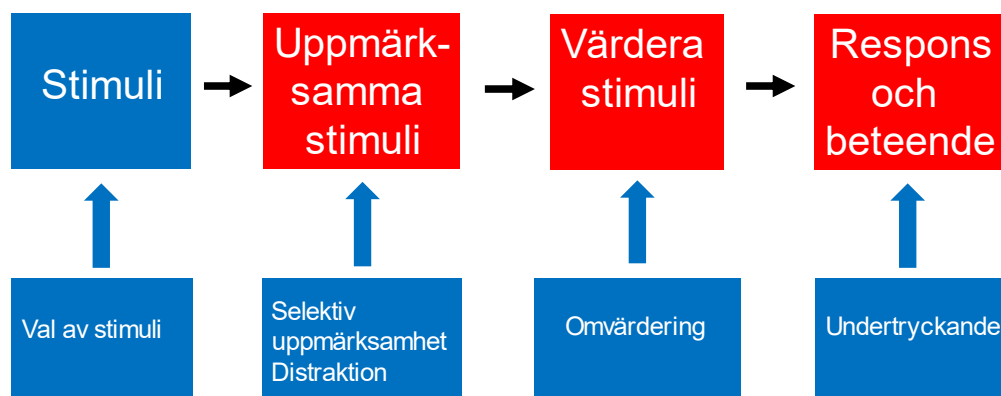 Stimuli
Uppmärk-
samma
stimuli
Värdera
stimuli
Respons
och
beteende
Val av stimuli
Selektiv
uppmärksamhet
Distraktion
Omvärdering
Undertryckande